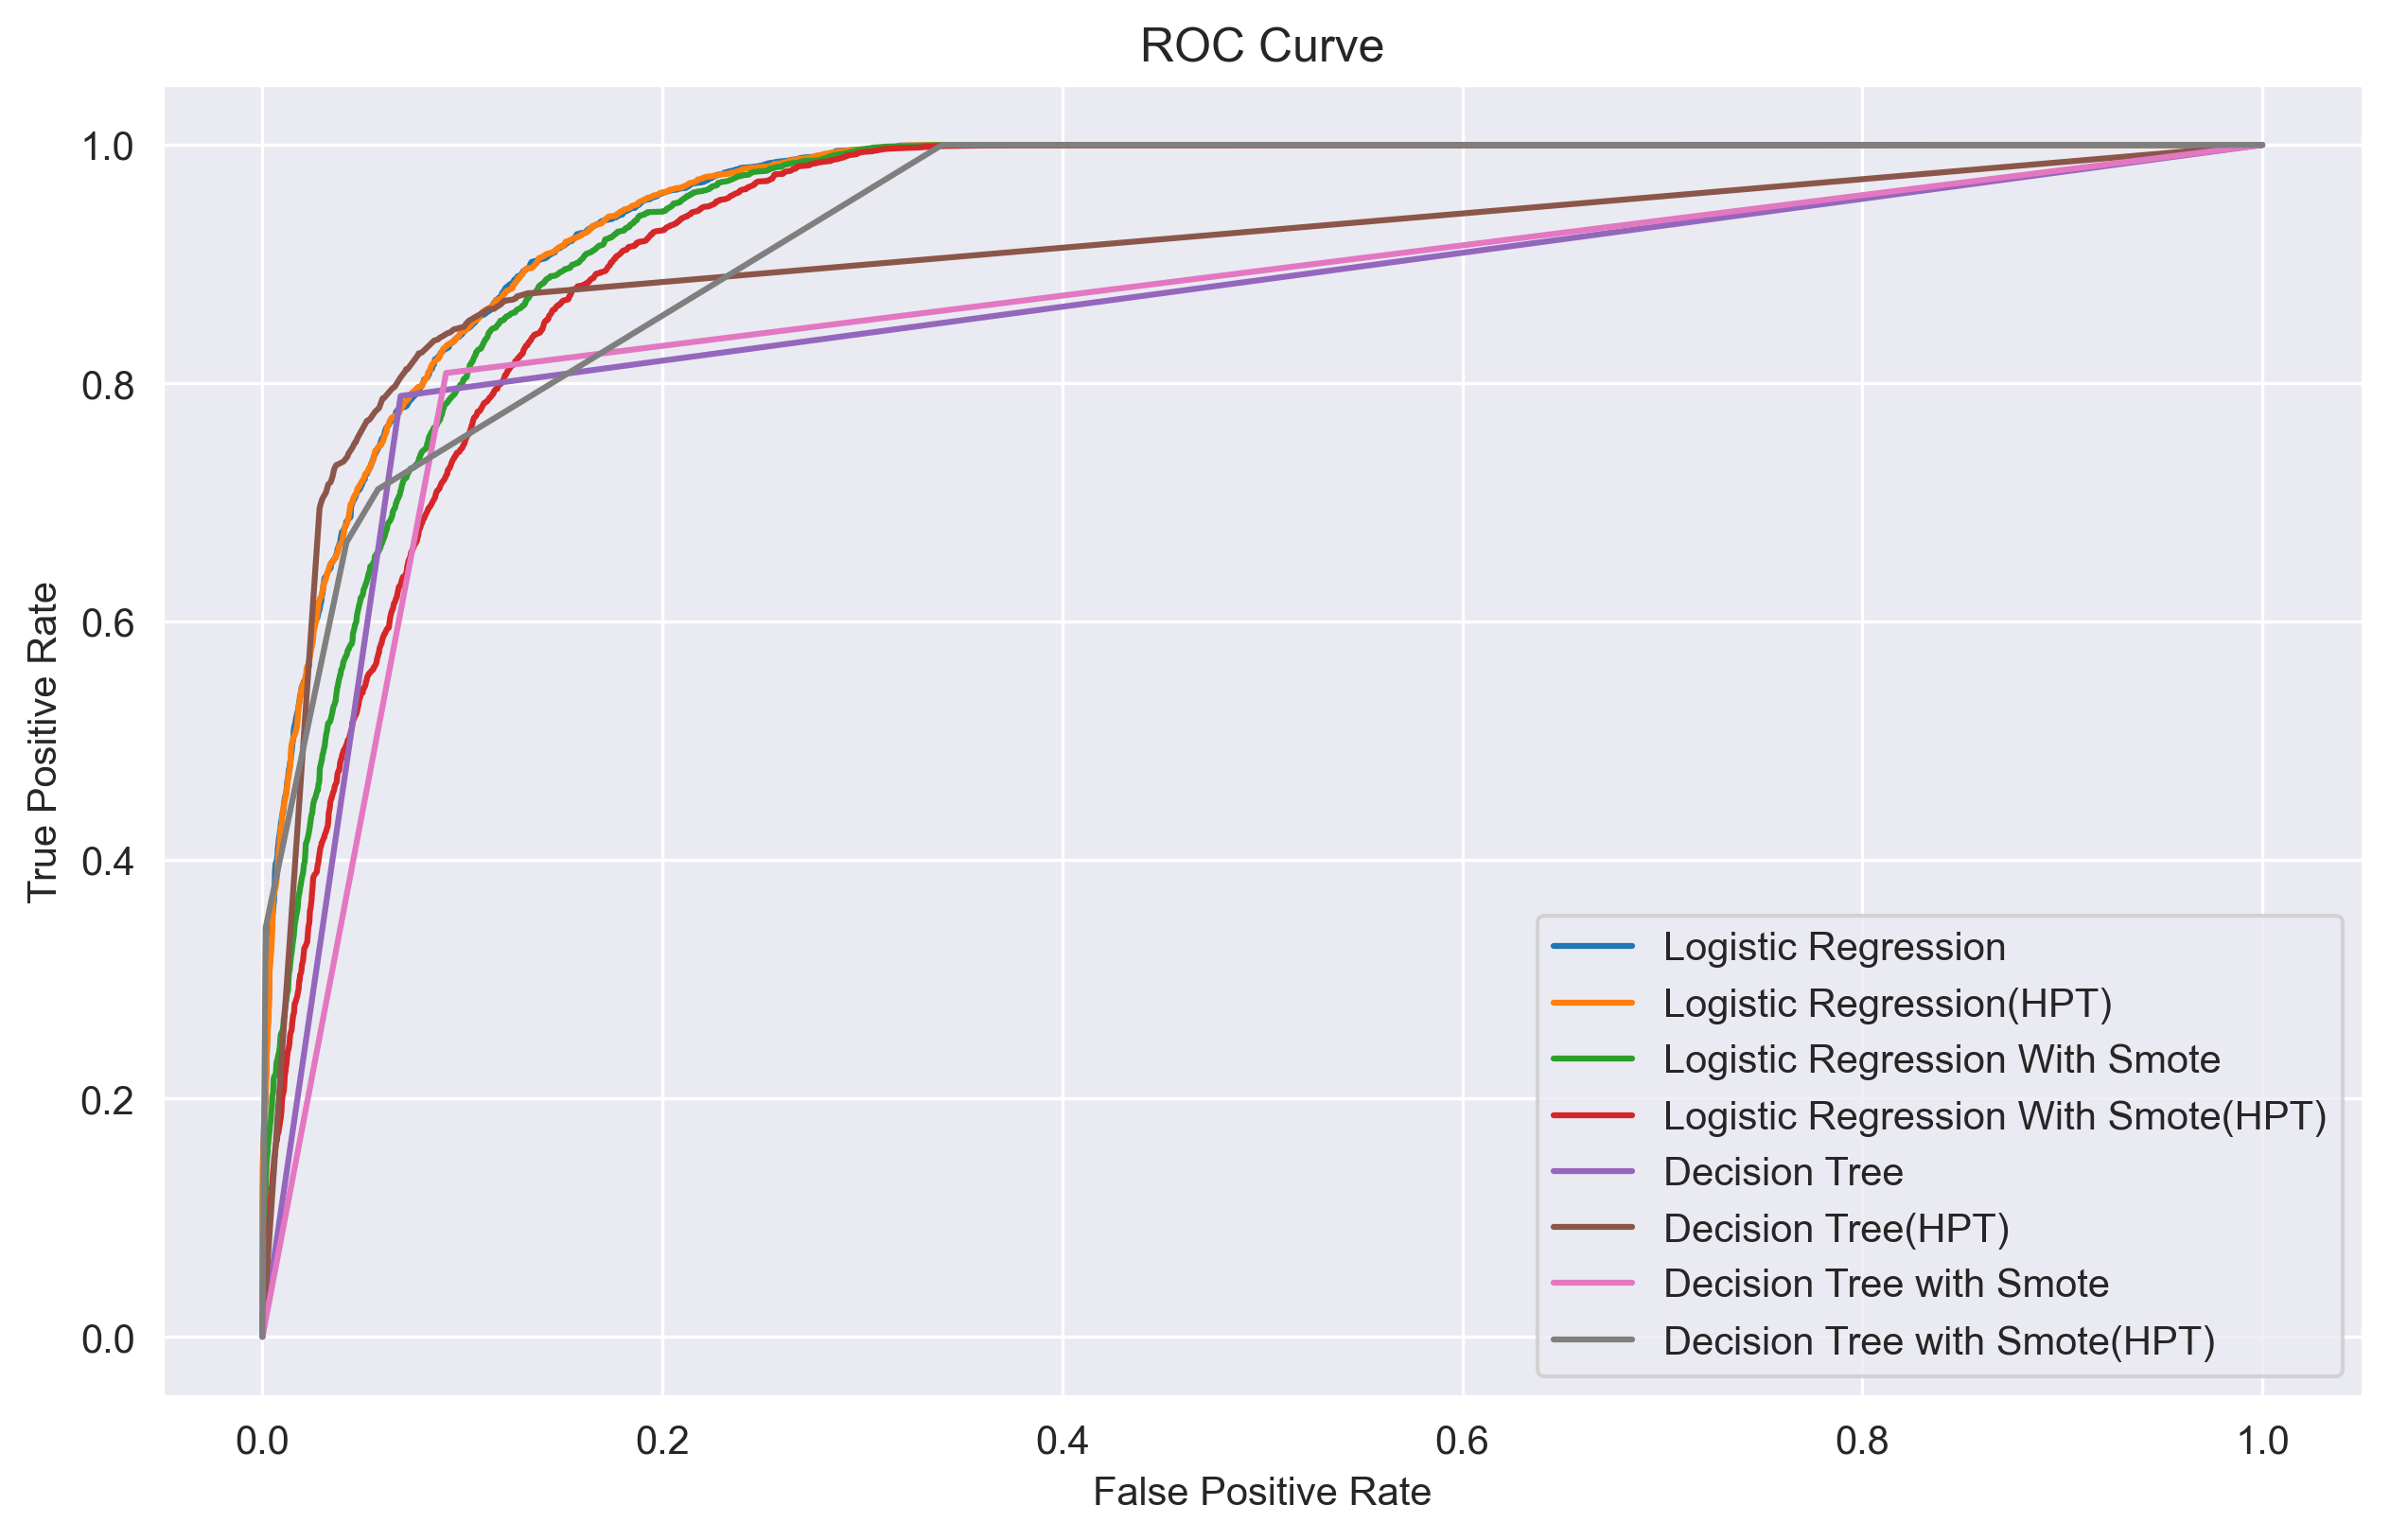 ROC Curve
1.0
0.8
0.6
0.4
0.2
0.0
True Positive Rate
Logistic Regression
Logistic Regression(HPT)
Logistic Regression With Smote
Logistic Regression With Smote(HPT)
Decision Tree
Decision Tree(HPT)
Decision Tree with Smote
Decision Tree with Smote(HPT)
0.0 0.2 0.4 0.6 0.8 1.0
False Positive Rate